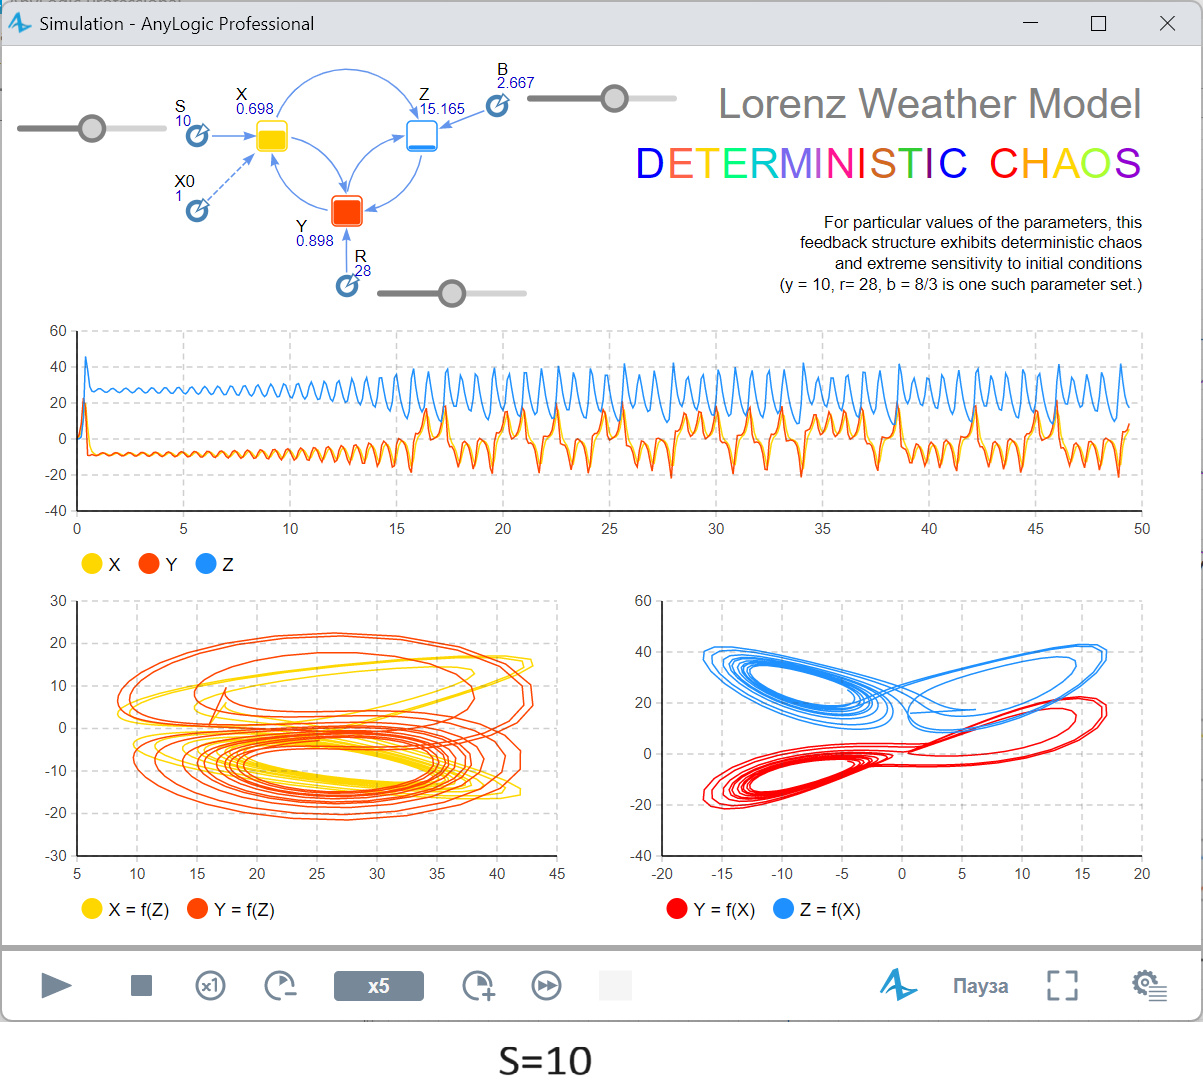 Simulation - AnyLogic Professional
B
2.667
X
0.698
Z
15.165
S
10
X0
1
Y
0.898
R
28
Lorenz Weather Model
DETERMINISTIC CHAOS
For particular values of the parameters, this
feedback structure exhibits deterministic chaos
and extreme sensitivity to initial conditions
(y = 10, r= 28, b = 8/3 is one such parameter set.)
60
40
20
0
-20
-40
0 5 10 15 20 25 30 35 40 45 50
X Y Z
30
20
10
0
-10
-20
-30
5 10 15 20 25 30 35 40 45
X = f(Z) Y = f(Z)
60
40
20
0
-20
-40
-20 -15 -10 -5 0 5 10 15 20
Y = f(X) Z = f(X)
x1 x5 Пауза
S=10